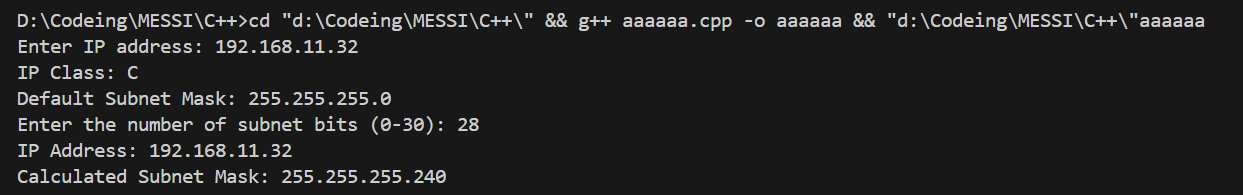 D:\Codeing\MESSI\C++>cd "d:\Codeing\MESSI\C++\" && g++ aaaaaa.cpp -o aaaaaa && "d:\Codeing\MESSI\C++\"aaaaaa
Enter IP address: 192.168.11.32
IP Class: C
Default Subnet Mask: 255.255.255.0
Enter the number of subnet bits (0-30): 28
IP Address: 192.168.11.32
Calculated Subnet Mask: 255.255.255.240